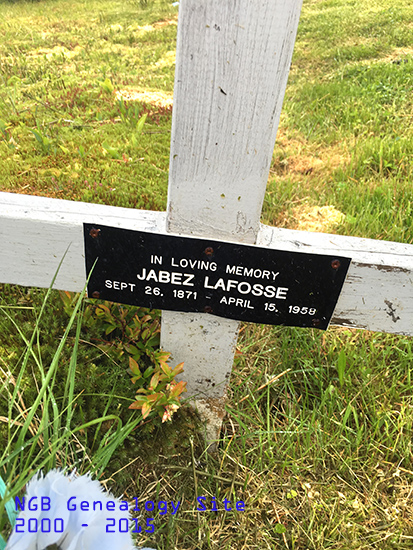 IN LOVING MEMORY
JABEZ LAFOSSE
SEPT 26. 1871 - APRIL 15. 1958
NGB Genealogy Site
2000 - 2015